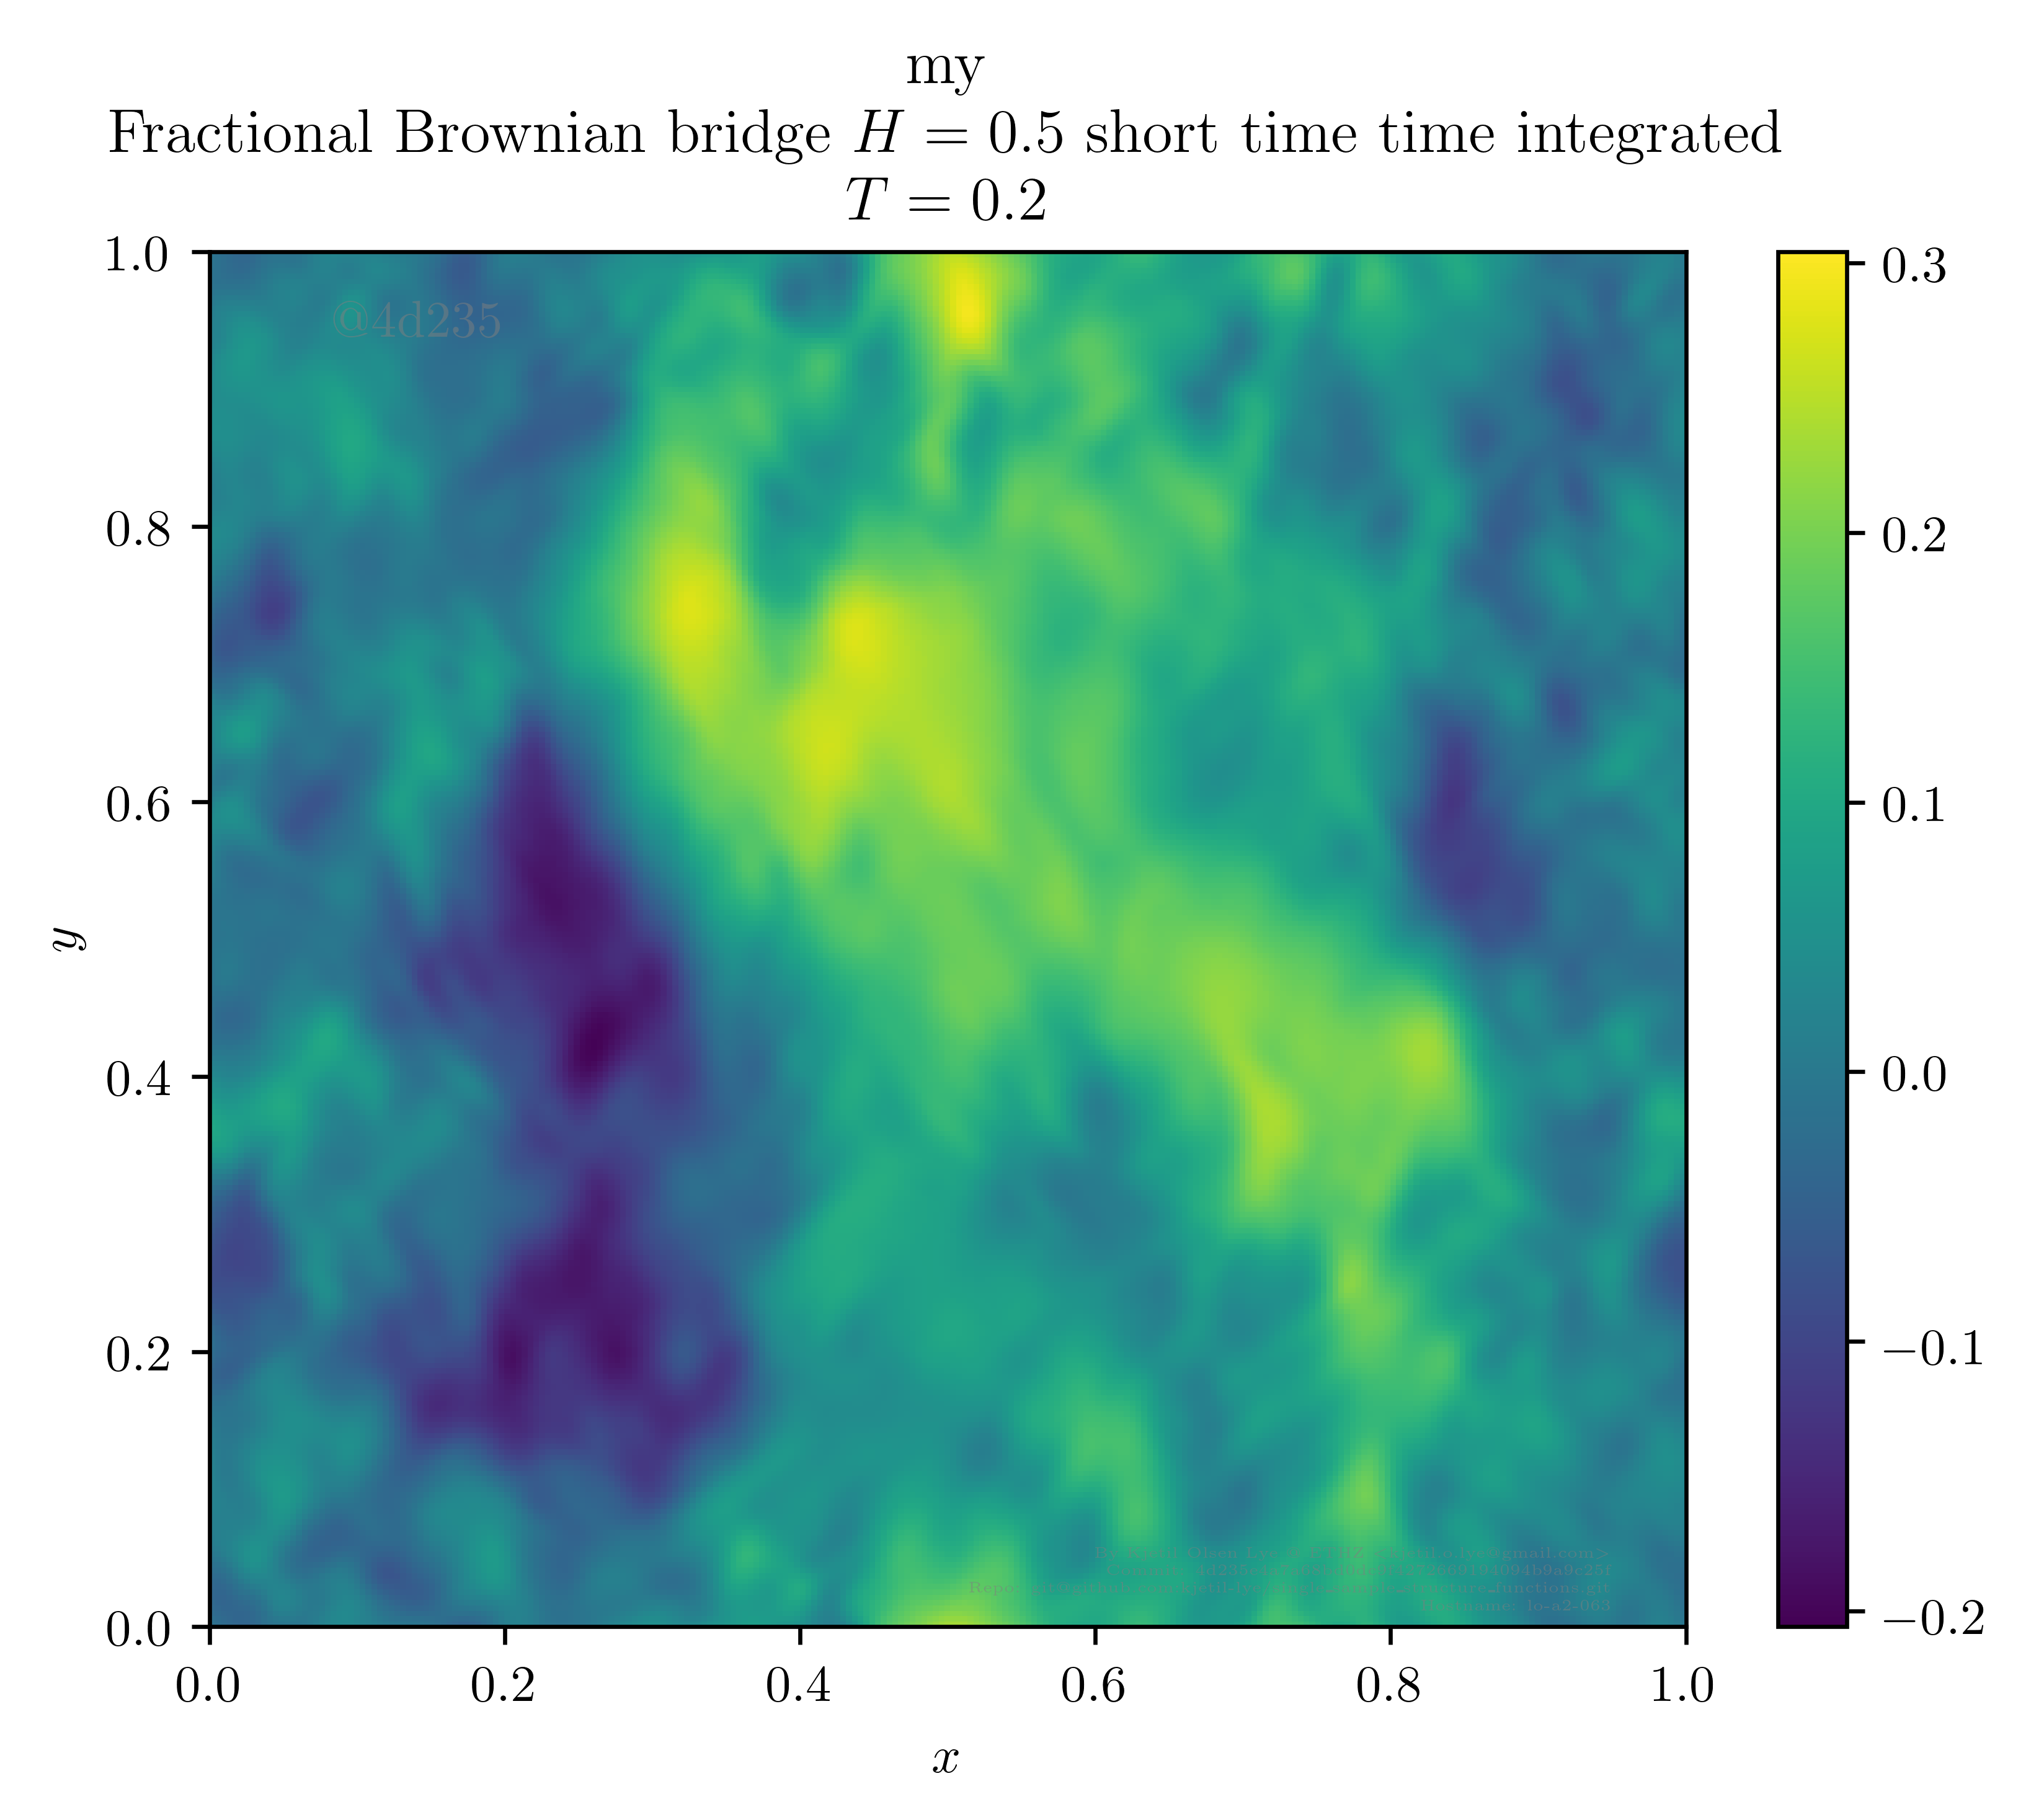 my
Fractional Brownian bridge H = 0.5 short time time integrated
T = 0.2
1.0
@4d235
0.8
0.6
y
0.4
0.2
0.0
0.0 0.2 0.4 0.6 0.8 1.0
x
0.3
0.2
0.1
0.0
−0.1
−0.2